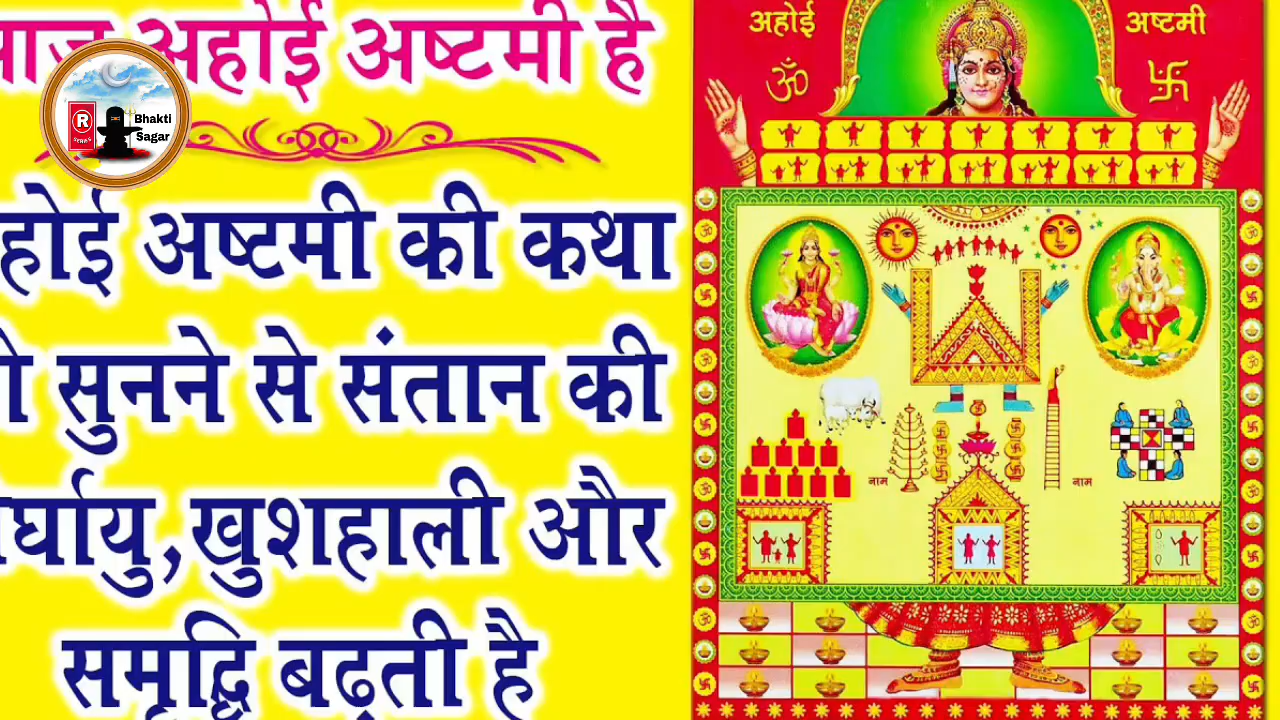 अहोई अष्टमी है
Bhakti
Sagar
अष्टमी की कथा
सुनने से संतान की
,खुशहाली और
समृद्धि बढ़ती है
अहोई
अष्टमी
ॐ
नाम
नाम